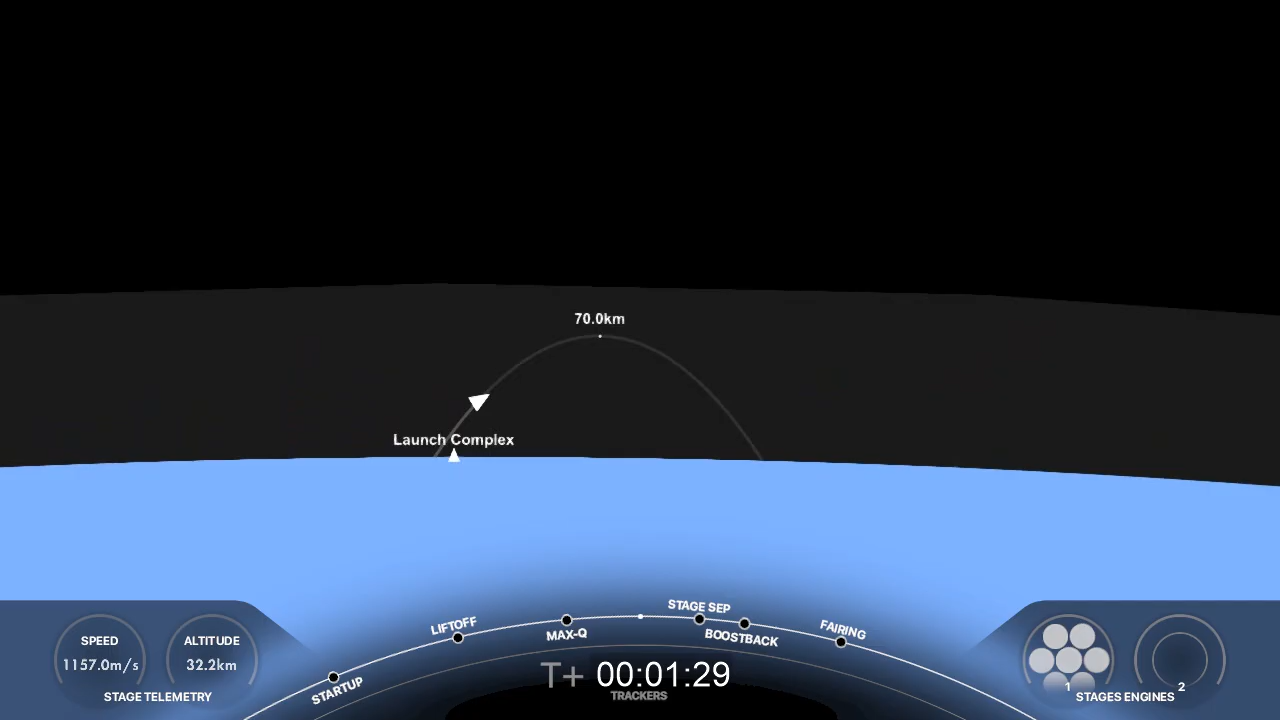 70.0km
Launch Complex
STARTUP
LIFTOFF
MAX-Q
STAGE SEP
BOOSTBACK
FAIRING
SPEED
1157.0m/s
ALTITUDE
32.2km
STAGE TELEMETRY
T+ 00:01:29
TRACKERS
1
2
STAGES ENGINES